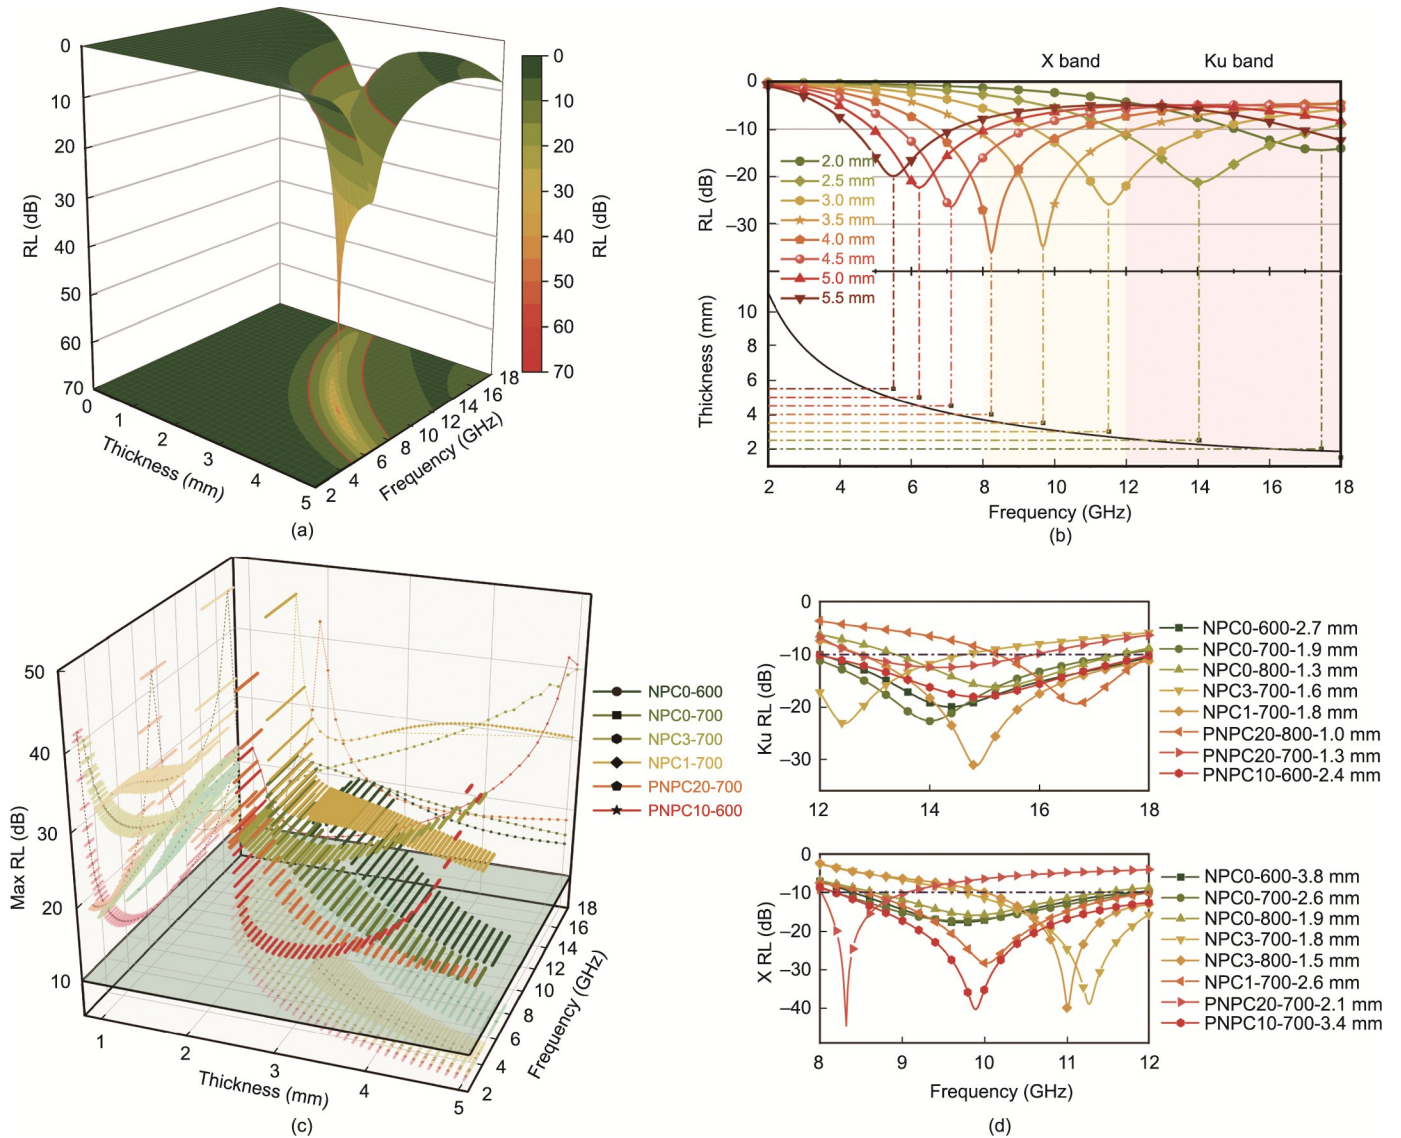 0
10
20
30
40
50
60
70
RL (dB)
0
1
2
3
4
5
Thickness (mm)
2
4
6
8
10
12
14
16
18
Frequency (GHz)
0
10
20
30
40
50
60
70
RL (dB)
(a)
X band
Ku band
0
–10
–20
–30
RL (dB)
2.0 mm
2.5 mm
3.0 mm
3.5 mm
4.0 mm
4.5 mm
5.0 mm
5.5 mm
10
8
6
4
2
Thickness (mm)
2 4 6 8 10 12 14 16 18
Frequency (GHz)
(b)
50
40
30
20
10
Max RL (dB)
1
2
3
4
5
Thickness (mm)
2
4
6
8
10
12
14
16
18
Frequency (GHz)
NPC0-600
NPC0-700
NPC3-700
NPC1-700
PNPC20-700
PNPC10-600
(c)
0
–10
–20
–30
Ku RL (dB)
12 14 16 18
NPC0-600-2.7 mm
NPC0-700-1.9 mm
NPC0-800-1.3 mm
NPC3-700-1.6 mm
NPC1-700-1.8 mm
PNPC20-800-1.0 mm
PNPC20-700-1.3 mm
PNPC10-600-2.4 mm
0
–10
–20
–30
–40
X RL (dB)
8 9 10 11 12
Frequency (GHz)
NPC0-600-3.8 mm
NPC0-700-2.6 mm
NPC0-800-1.9 mm
NPC3-700-1.8 mm
NPC3-800-1.5 mm
NPC1-700-2.6 mm
PNPC20-700-2.1 mm
PNPC10-700-3.4 mm
(d)